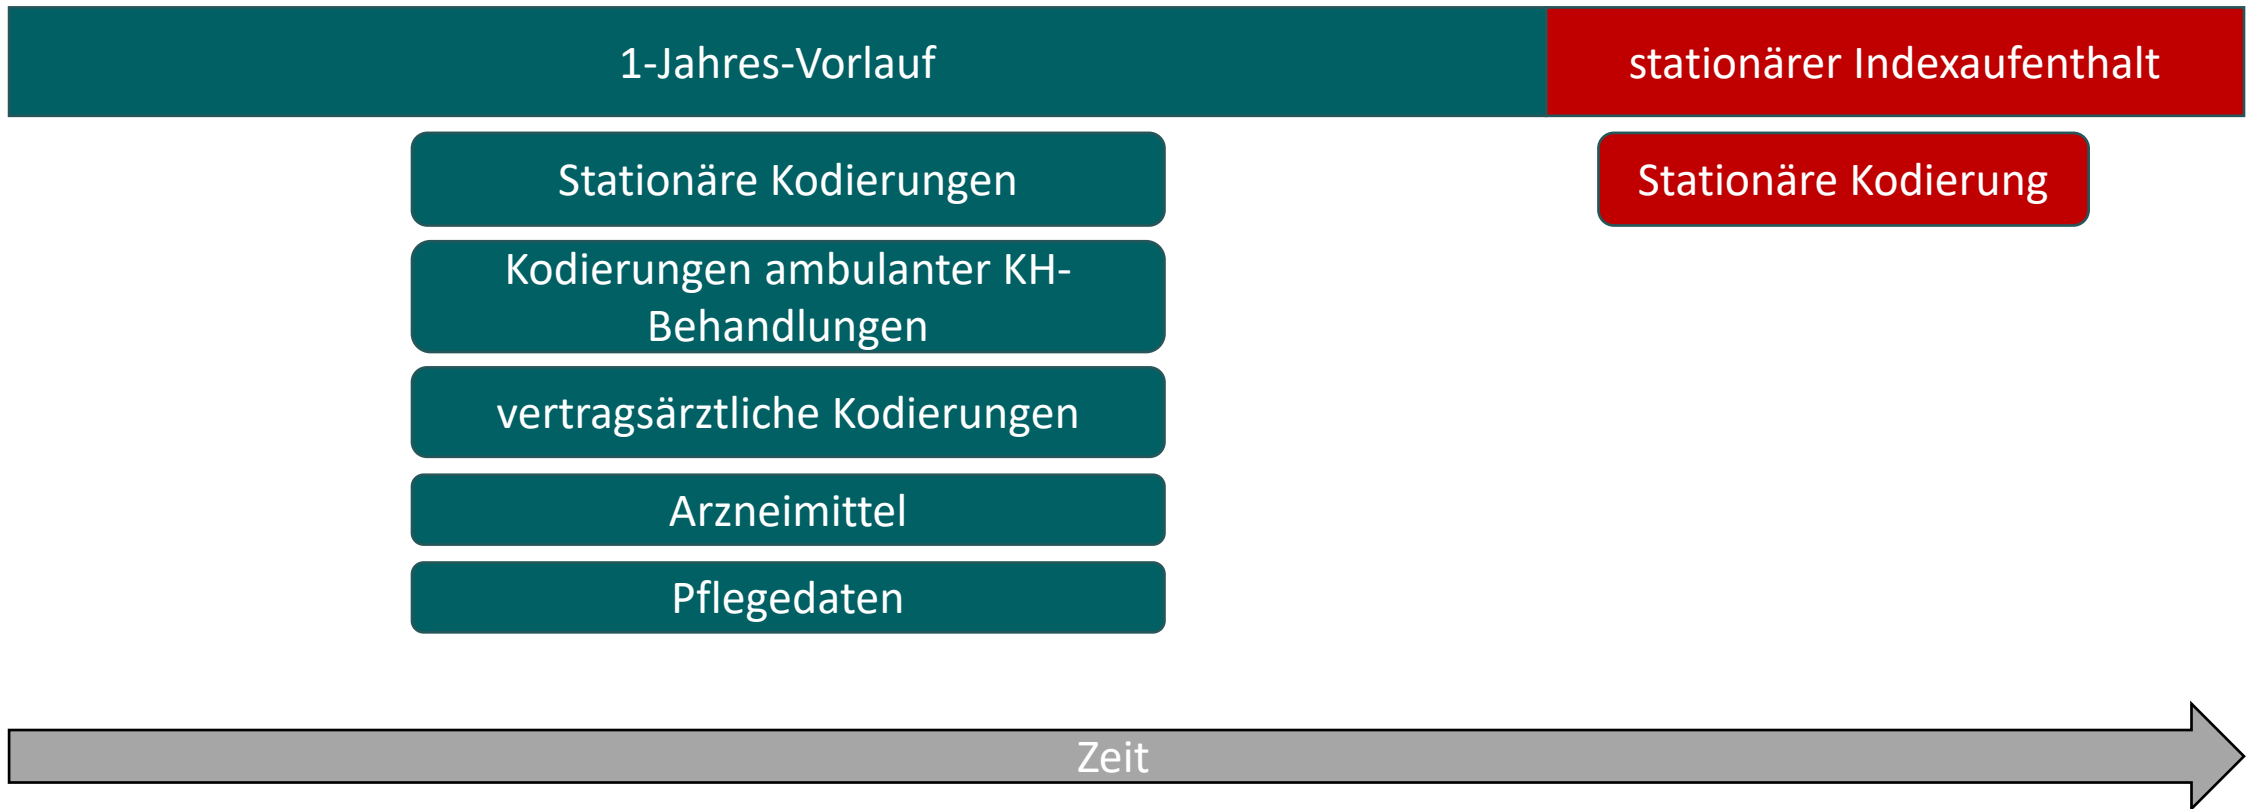 1-Jahres-Vorlauf
stationärer Indexaufenthalt
Stationäre Kodierungen
Stationäre Kodierung
Kodierungen ambulanter KH-
Behandlungen
vertragsärztliche Kodierungen
Arzneimittel
Pflegedaten
Zeit